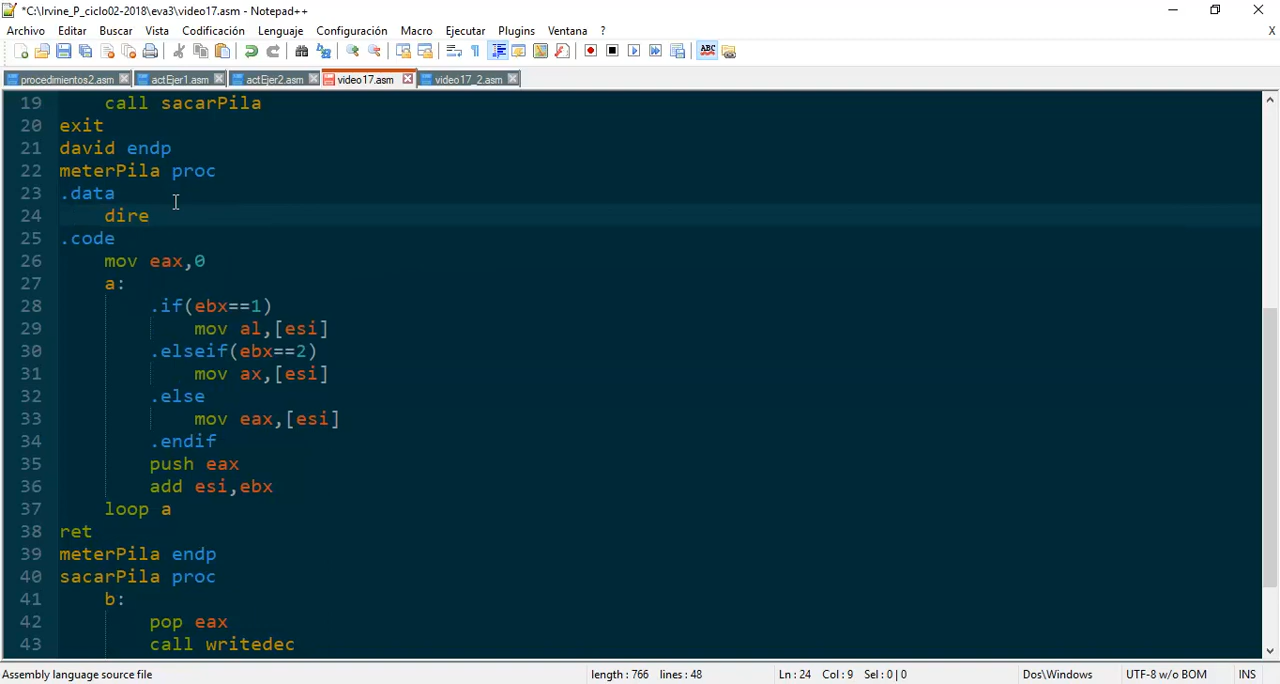 *C:\Irvine_P_ciclo02-2018\eva3\video17.asm - Notepad++
Archivo Editar Buscar Vista Codificación Lenguaje Configuración Macro Ejecutar Plugins Ventana ? X
procedimientos2.asm actEjer1.asm actEjer2.asm video17.asm video17_2.asm
19 call sacarPila
20 exit
21 david endp
22 meterPila proc
23 .data
24 dire
25 .code
26 mov eax,0
27 a:
28 .if(ebx==1)
29 mov al,[esi]
30 .elseif(ebx==2)
31 mov ax,[esi]
32 .else
33 mov eax,[esi]
34 .endif
35 push eax
36 add esi,ebx
37 loop a
38 ret
39 meterPila endp
40 sacarPila proc
41 b:
42 pop eax
43 call writedec
Assembly language source file length : 766 lines : 48 Ln : 24 Col : 9 Sel : 0 | 0 Dos\Windows UTF-8 w/o BOM INS